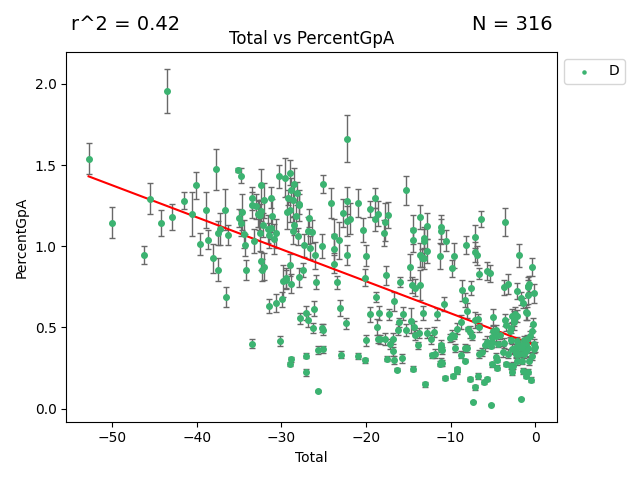 r^2 = 0.42
N = 316
Total vs PercentGpA
D
2.0
1.5
1.0
0.5
0.0
PercentGpA
−50
−40
−30
−20
−10
0
Total